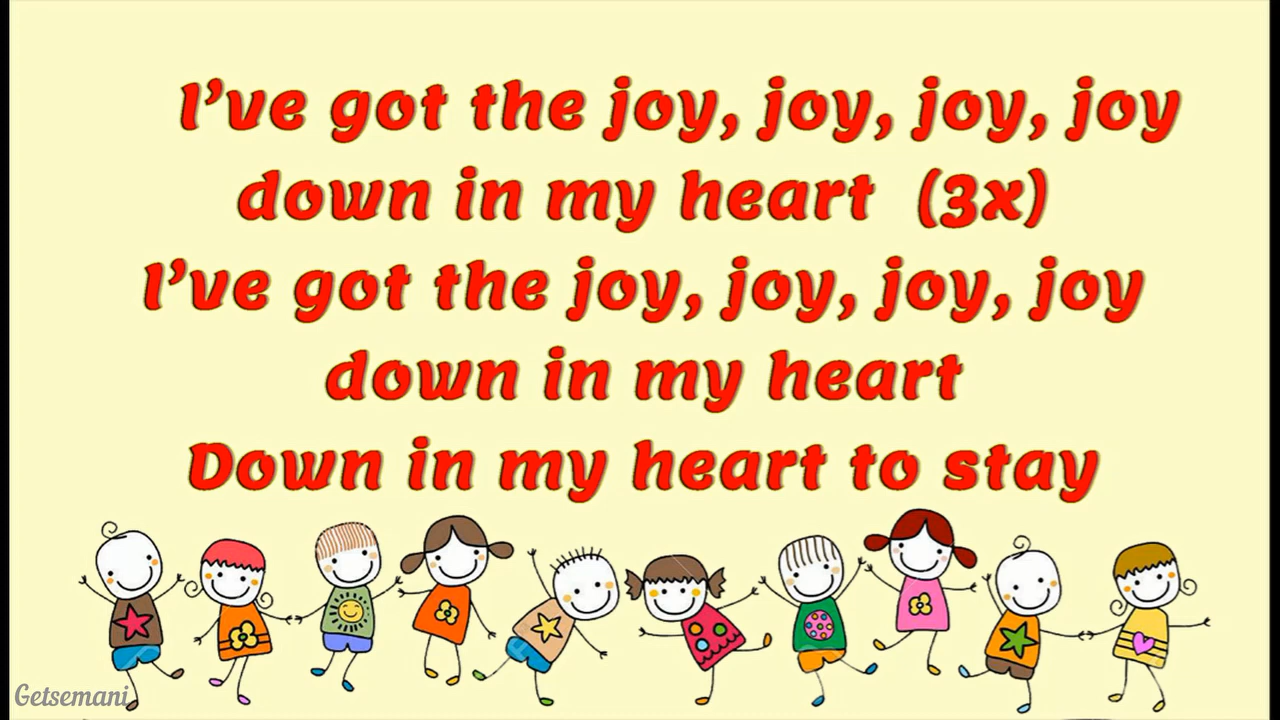 I've got the joy, joy, joy, joy
down in my heart (3x)
I've got the joy, joy, joy, joy
down in my heart
Down in my heart to stay
Getsemani